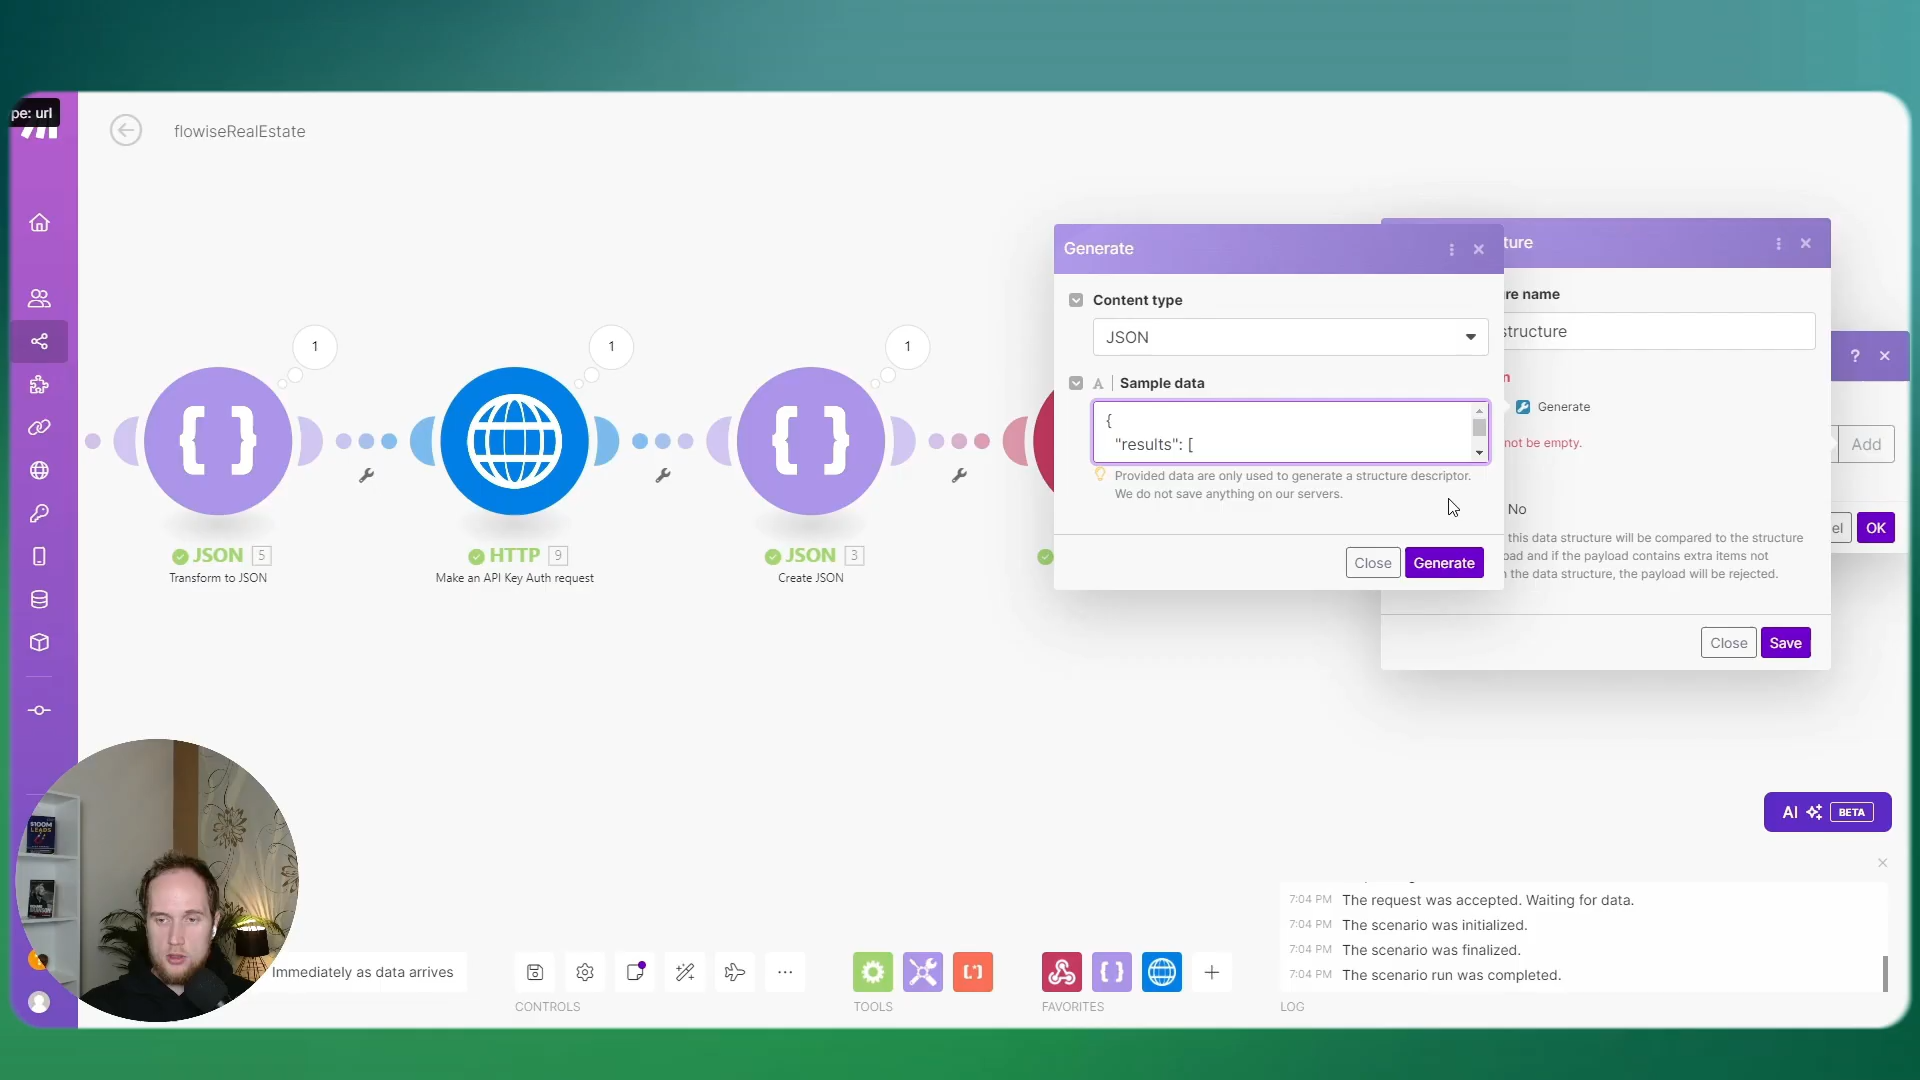 pe: url
flowiseRealEstate
Generate
Content type
JSON
A
Sample data
{
"results": [
Provided data are only used to generate a structure descriptor.
We do not save anything on our servers.
Close
Generate
ture
re name
structure
n
Generate
not be empty.
No
this data structure will be compared to the structure
oad and if the payload contains extra items not
n the data structure, the payload will be rejected.
Close
Save
?
Add
el
OK
1
1
1
JSON 5
Transform to JSON
HTTP 9
Make an API Key Auth request
JSON 3
Create JSON
AI BETA
7:04 PM The request was accepted. Waiting for data.
7:04 PM The scenario was initialized.
7:04 PM The scenario was finalized.
7:04 PM The scenario run was completed.
LOG
Immediately as data arrives
CONTROLS
TOOLS
FAVORITES
$100M
LEADS